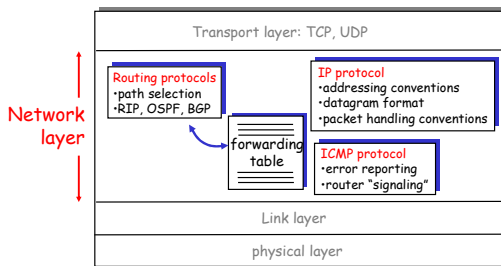 Transport layer: TCP, UDP
Network
layer
Routing protocols
•path selection
•RIP, OSPF, BGP
forwarding
table
IP protocol
•addressing conventions
•datagram format
•packet handling conventions
ICMP protocol
•error reporting
•router “signaling”
Link layer
physical layer